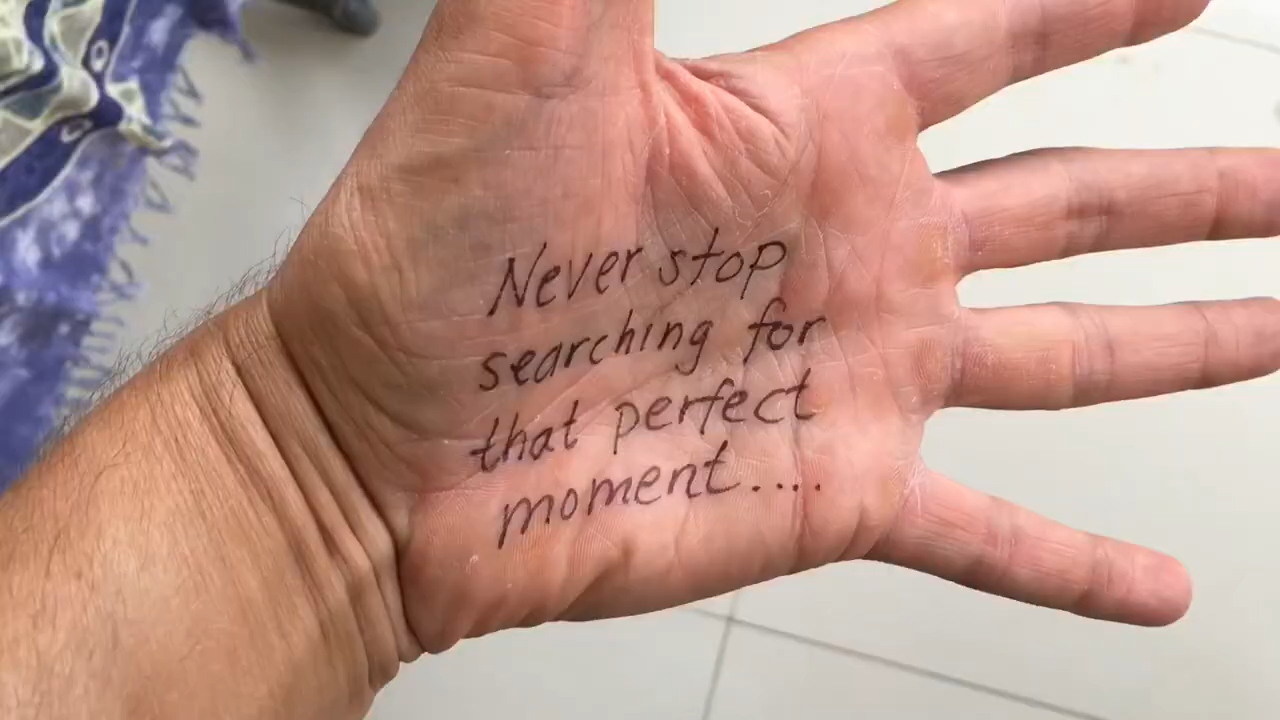 Never stop
searching for
that perfect
moment....